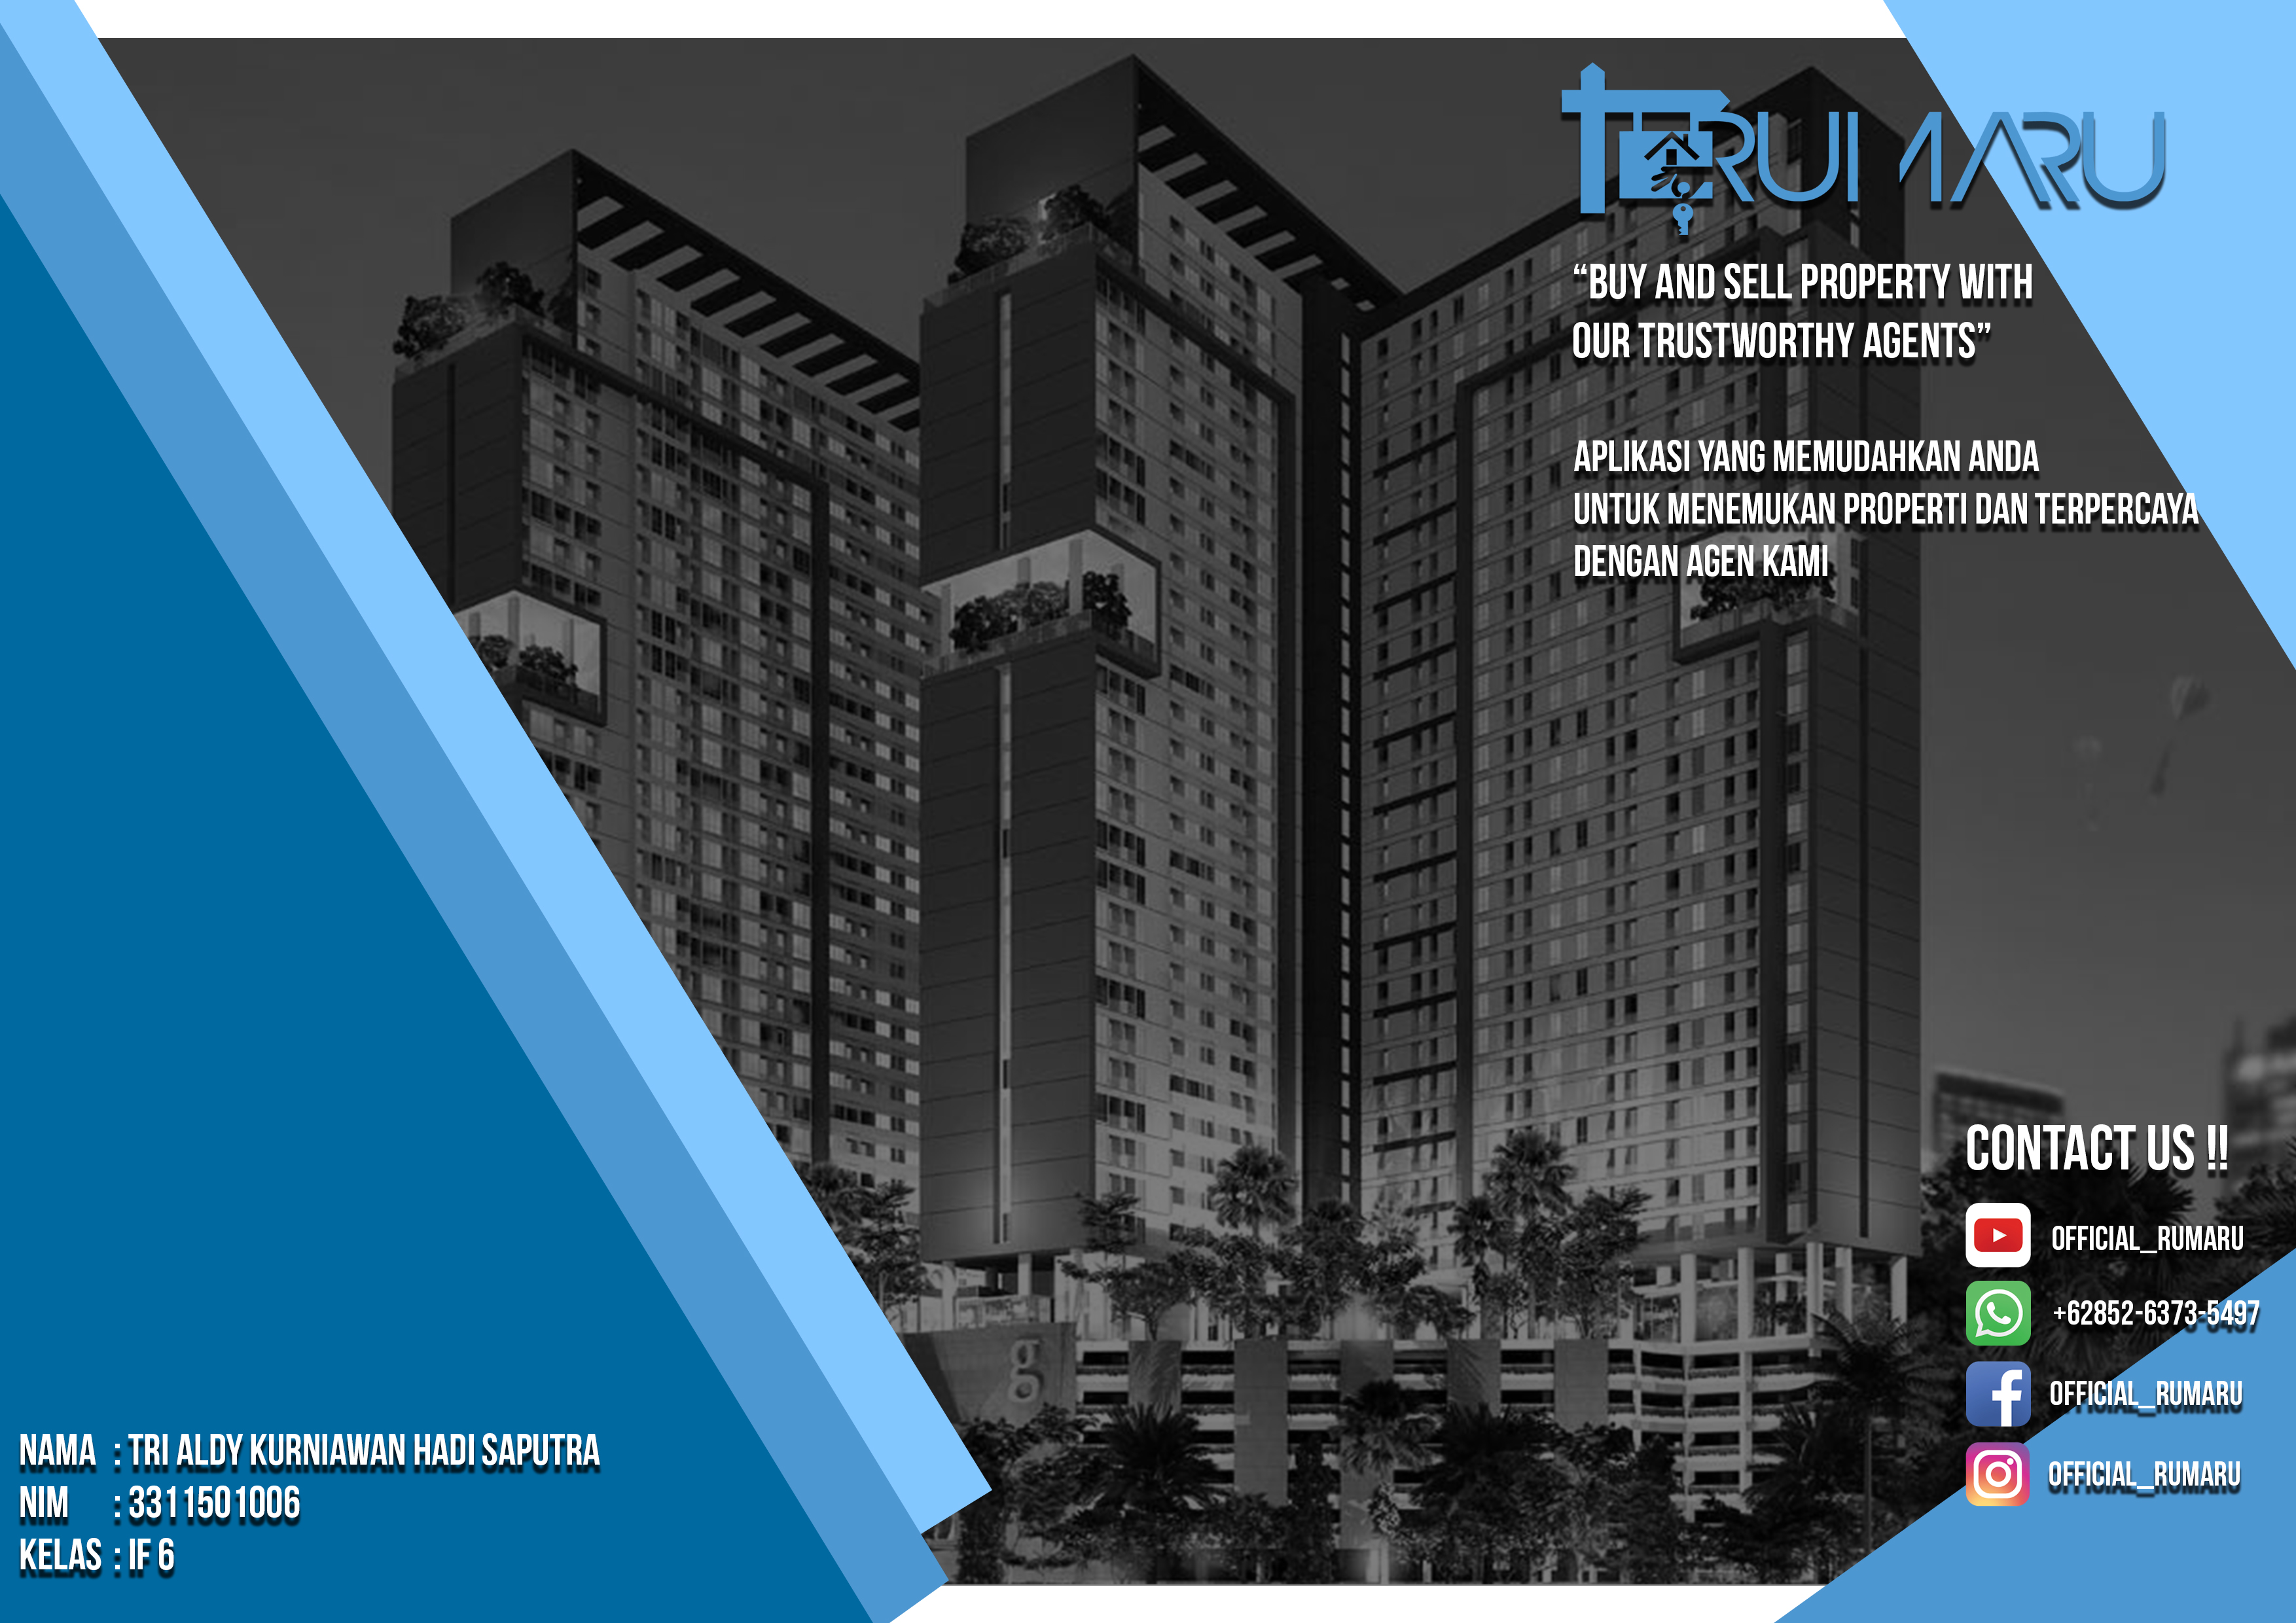 RUMARU
“BUY AND SELL PROPERTY WITH
OUR TRUSTWORTHY AGENTS”
APLIKASI YANG MEMUDAHKAN ANDA
UNTUK MENEMUKAN PROPERTI DAN TERPERCAYA
DENGAN AGEN KAMI
g
CONTACT US !!
OFFICIAL_RUMARU
+62852-6373-5497
OFFICIAL_RUMARU
OFFICIAL_RUMARU
NAMA : TRI ALDY KURNIAWAN HADI SAPUTRA
NIM : 3311501006
KELAS : IF 6